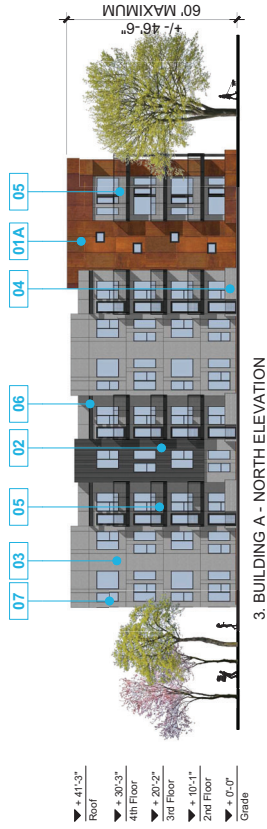 07
03
05
02
06
04
01A
05
+ 41'-3"
Roof
+ 30'-3"
4th Floor
+ 20'-2"
3rd Floor
+ 10'-1"
2nd Floor
+ 0'-0"
Grade
+/- 46'-6"
60' MAXIMUM
3. BUILDING A - NORTH ELEVATION